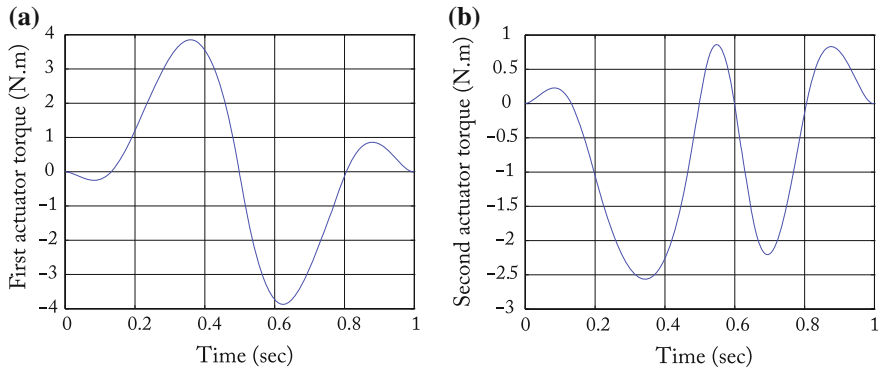 (a)
First actuator torque (N.m)
4
3
2
1
0
−1
−2
−3
−4
0 0.2 0.4 0.6 0.8 1
Time (sec)
(b)
Second actuator torque (N.m)
1
0.5
0
−0.5
−1
−1.5
−2
−2.5
−3
0 0.2 0.4 0.6 0.8 1
Time (sec)